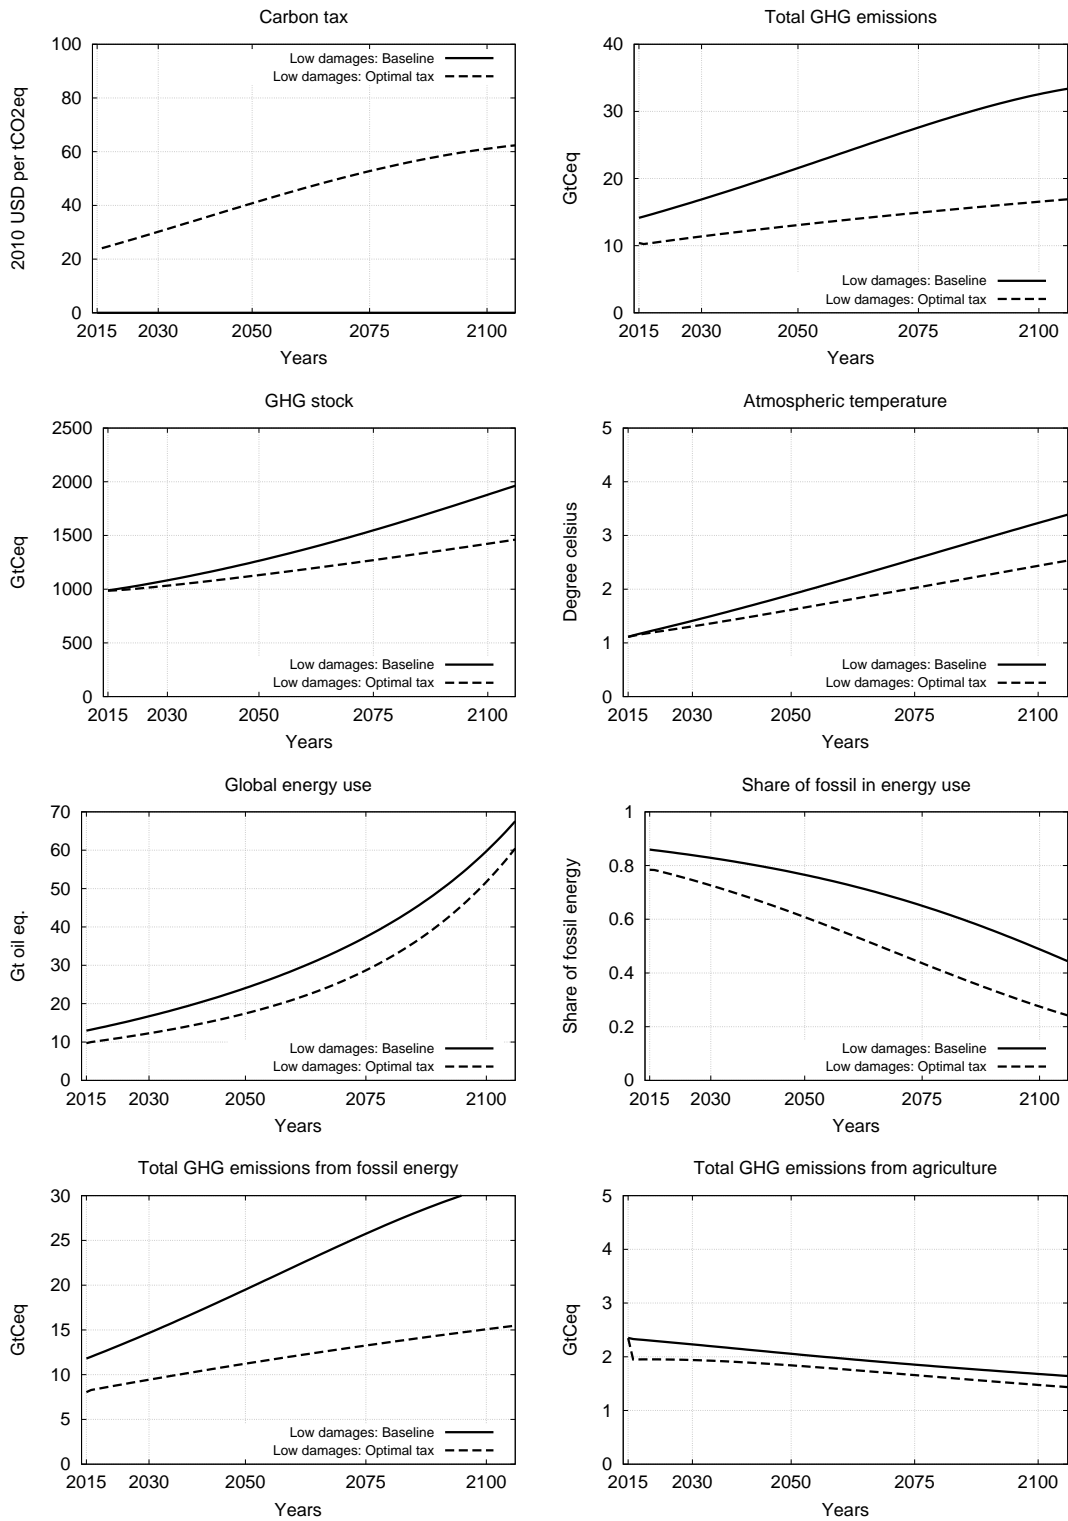 Carbon tax
100
80
60
40
20
0
2010 USD per tCO2eq
Low damages: Baseline
Low damages: Optimal tax
2015 2030 2050 2075 2100
Years
Total GHG emissions
40
30
20
10
0
GtCeq
Low damages: Baseline
Low damages: Optimal tax
2015 2030 2050 2075 2100
Years
GHG stock
2500
2000
1500
1000
500
0
GtCeq
Low damages: Baseline
Low damages: Optimal tax
2015 2030 2050 2075 2100
Years
Atmospheric temperature
5
4
3
2
1
0
Degree celsius
Low damages: Baseline
Low damages: Optimal tax
2015 2030 2050 2075 2100
Years
Global energy use
70
60
50
40
30
20
10
0
Gt oil eq.
Low damages: Baseline
Low damages: Optimal tax
2015 2030 2050 2075 2100
Years
Share of fossil in energy use
1
0.8
0.6
0.4
0.2
0
Share of fossil energy
Low damages: Baseline
Low damages: Optimal tax
2015 2030 2050 2075 2100
Years
Total GHG emissions from fossil energy
30
25
20
15
10
5
0
GtCeq
Low damages: Baseline
Low damages: Optimal tax
2015 2030 2050 2075 2100
Years
Total GHG emissions from agriculture
5
4
3
2
1
0
GtCeq
2015 2030 2050 2075 2100
Years